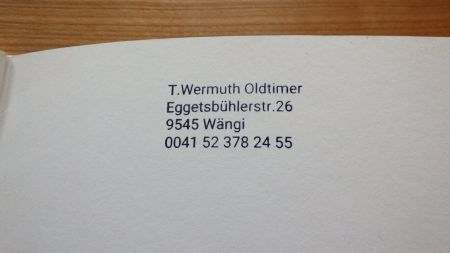 T.Wermuth Oldtimer
Eggetsbühlerstr.26
9545 Wängi
0041 52 378 24 55